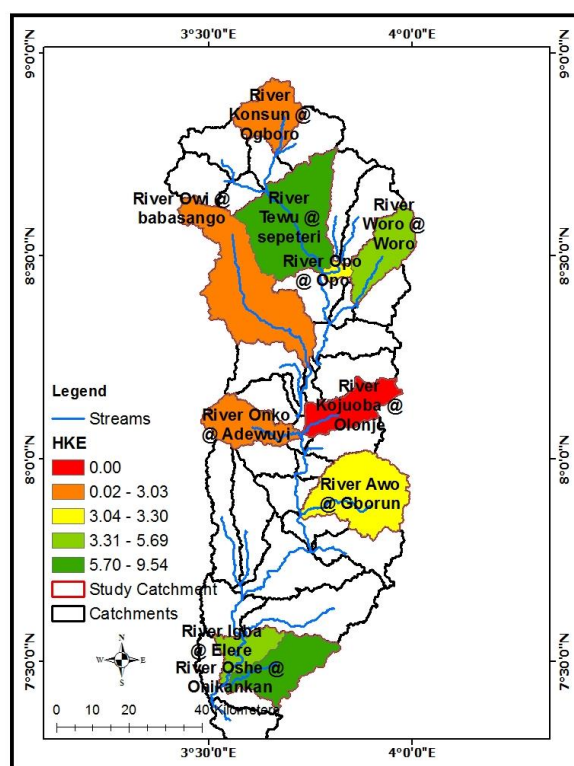 3°30'0"E 4°0'0"E
9°0'0"N 9°0'0"N
River
Konsun @
Ogboro
River Owi @
babasango
River
Tewu @
sepeteri
River
Woro @
Woro
8°30'0"N 8°30'0"N
River Opo
@ Opo
River
Kojuoba @
Olonje
River Onko
@ Adewuyi
8°0'0"N 8°0'0"N
River Awo
@ Gborun
Legend
Streams
HKE
0.00
0.02 - 3.03
3.04 - 3.30
3.31 - 5.69
5.70 - 9.54
Study Catchment
Catchments
River Igba
@ Elere
River Oshe @
Onikankan
7°30'0"N 7°30'0"N
N
W E
S
0 10 20 40 Kilometers
3°30'0"E 4°0'0"E